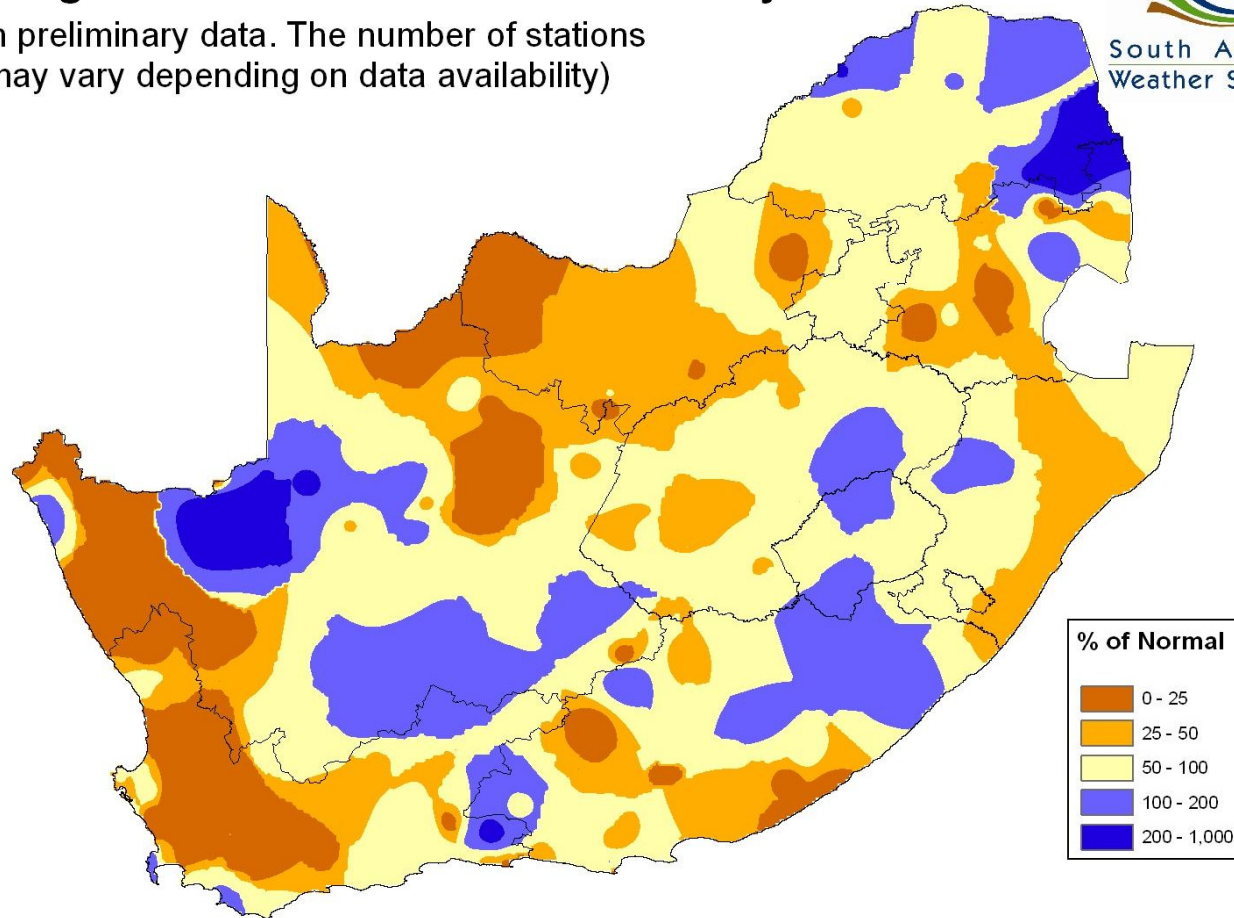 n preliminary data. The number of stations
may vary depending on data availability)
South A
Weather S
% of Normal
0 - 25
25 - 50
50 - 100
100 - 200
200 - 1,000